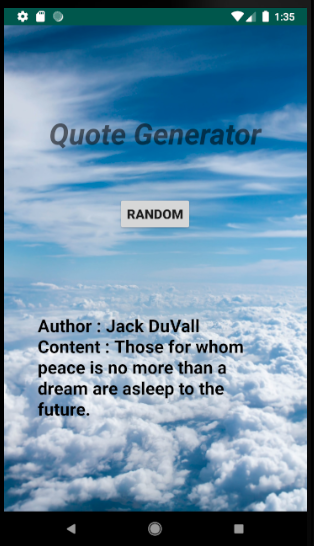 1:35
Quote Generator
RANDOM
Author : Jack DuVall
Content : Those for whom
peace is no more than a
dream are asleep to the
future.